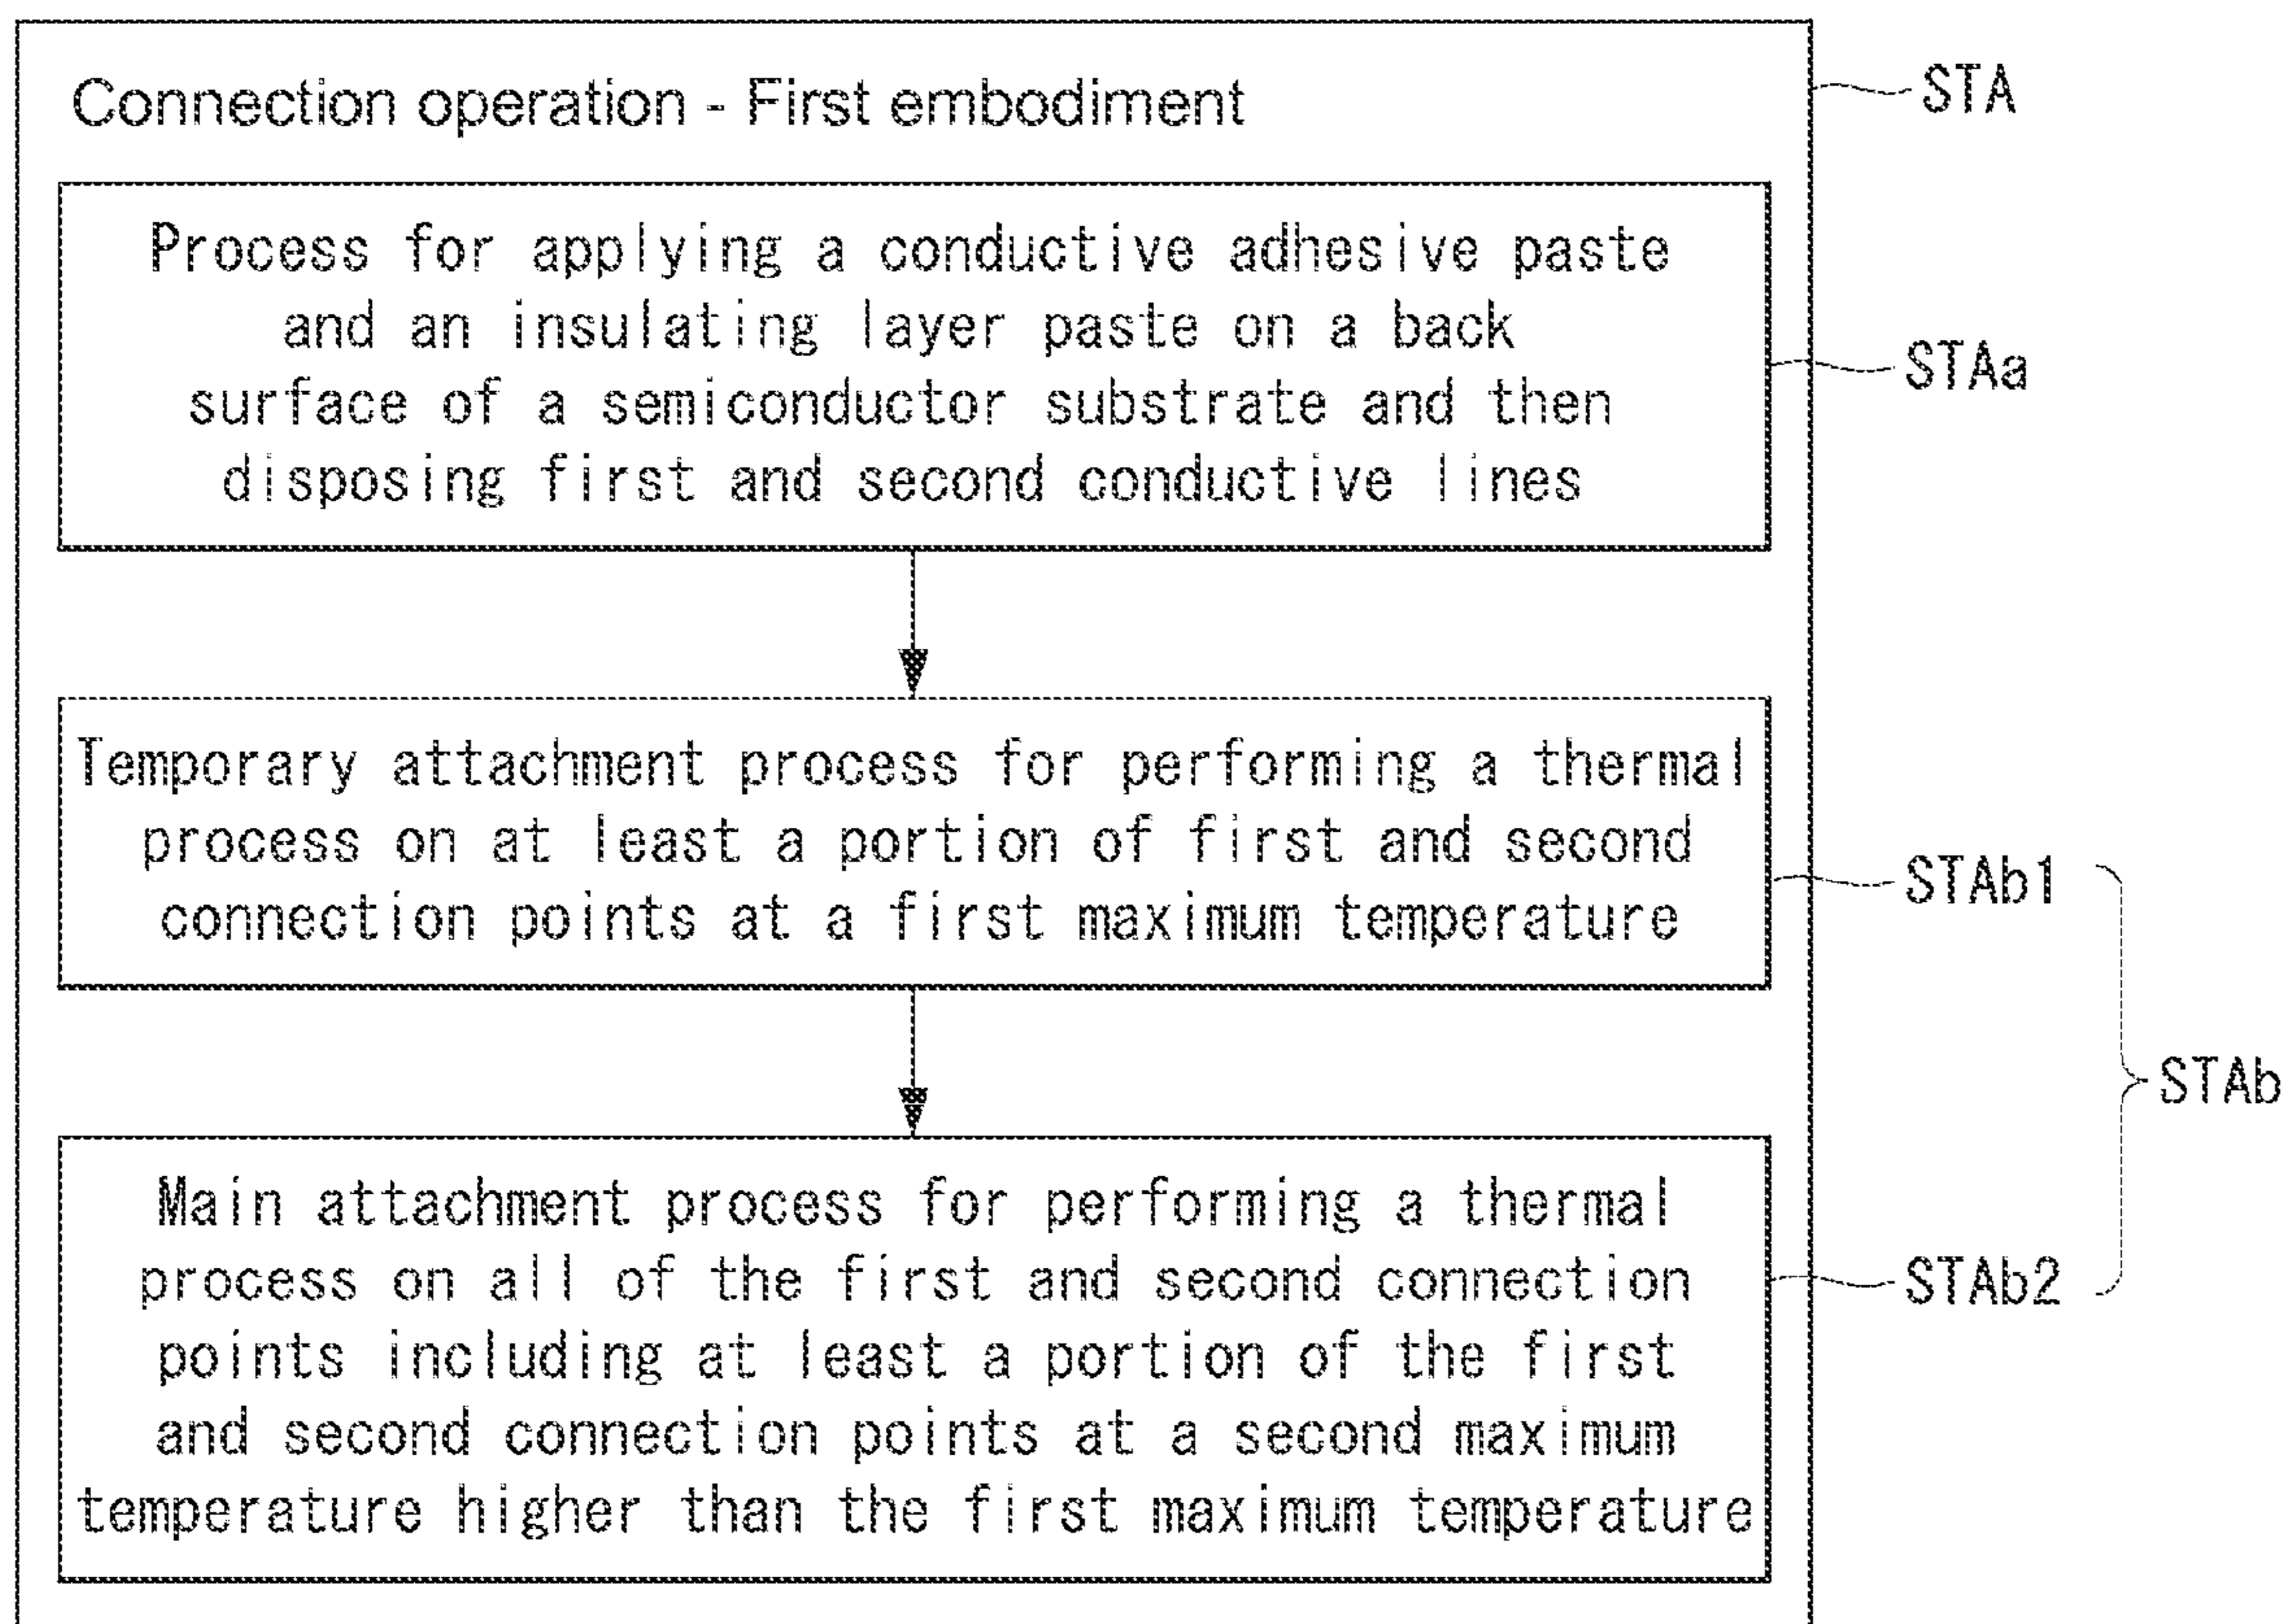 Connection operation - First embodiment
STA
Process for applying a conductive adhesive paste
and an insulating layer paste on a back
surface of a semiconductor substrate and then
disposing first and second conductive lines
STAa
Temporary attachment process for performing a thermal
process on at least a portion of first and second
connection points at a first maximum temperature
STAb1
STAb
Main attachment process for performing a thermal
process on all of the first and second connection
points including at least a portion of the first
and second connection points at a second maximum
temperature higher than the first maximum temperature
STAb2